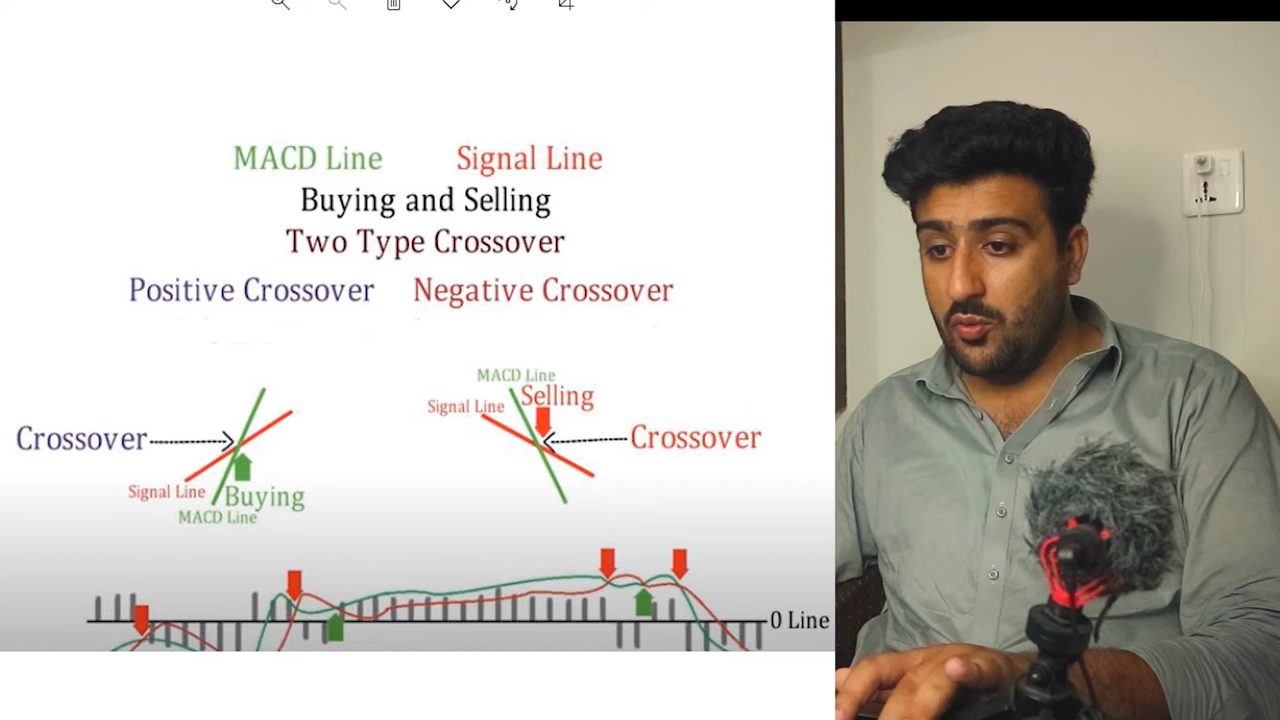 MACD Line Signal Line
Buying and Selling
Two Type Crossover
Positive Crossover Negative Crossover
MACD Line
Signal Line Selling
Crossover Crossover
Signal Line Buying
MACD Line
0 Line